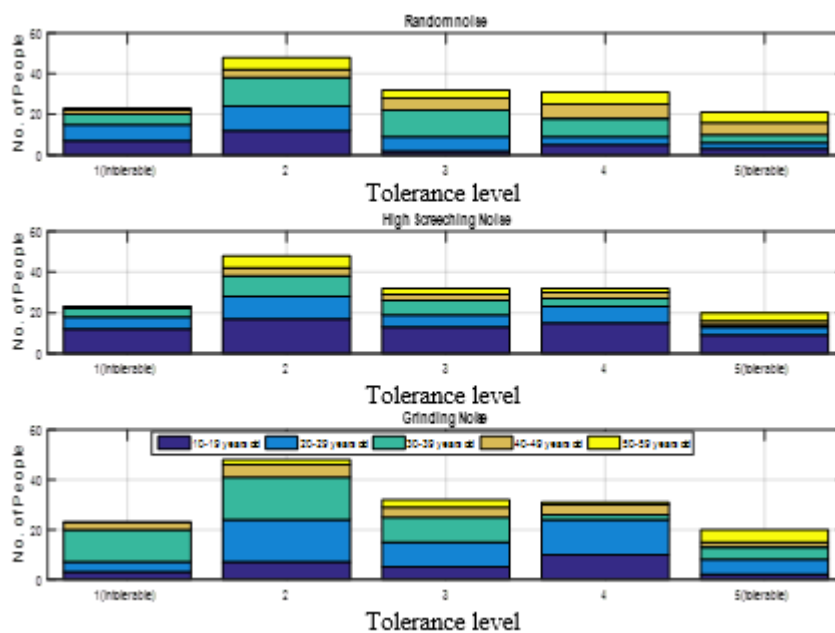 Random noise
No. of People
60
40
20
0
1(Intolerable) 2 3 4 5(tolerable)
Tolerance level
High Screeching Noise
No. of People
60
40
20
0
1(Intolerable) 2 3 4 5(tolerable)
Tolerance level
Grinding Noise
No. of People
60
40
20
0
10-19 years old 20-29 years old 30-39 years old 40-49 years old 50-59 years old
1(Intolerable) 2 3 4 5(tolerable)
Tolerance level